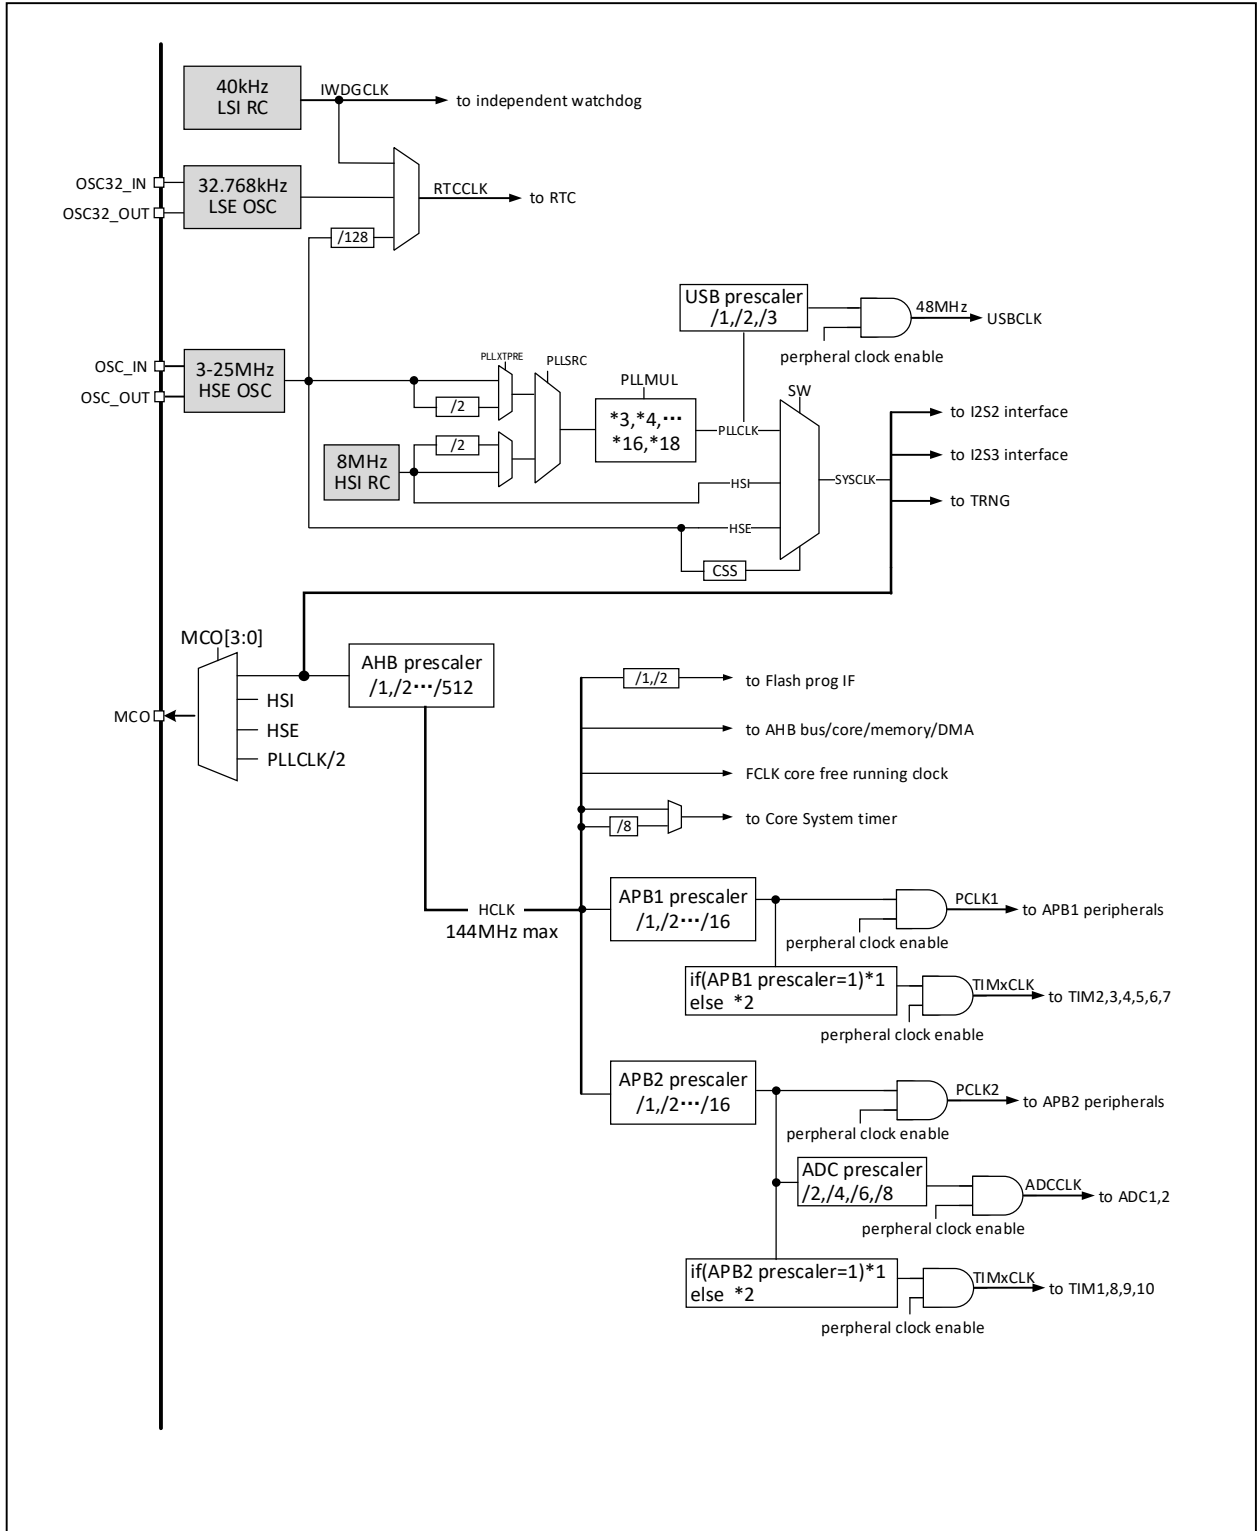 40kHz
LSI RC
IWDGCLK
to independent watchdog
OSC32_IN
OSC32_OUT
32.768kHz
LSE OSC
RTCCLK
to RTC
/128
USB prescaler
/1,/2,/3
48MHz
USBCLK
perpheral clock enable
OSC_IN
OSC_OUT
3-25MHz
HSE OSC
PLLXTPRE
PLLSRC
/2
PLLMUL
*3,*4,···
*16,*18
PLLCLK
SW
to I2S2 interface
/2
8MHz
HSI RC
HSI
SYSCLK
to I2S3 interface
to TRNG
HSE
CSS
MCO[3:0]
AHB prescaler
/1,/2···/512
HSI
HSE
PLLCLK/2
MCO
/1,/2
to Flash prog IF
to AHB bus/core/memory/DMA
FCLK core free running clock
/8
to Core System timer
HCLK
144MHz max
APB1 prescaler
/1,/2···/16
PCLK1
to APB1 peripherals
perpheral clock enable
if(APB1 prescaler=1)*1
else *2
TIMxCLK
to TIM2,3,4,5,6,7
perpheral clock enable
APB2 prescaler
/1,/2···/16
PCLK2
to APB2 peripherals
perpheral clock enable
ADC prescaler
/2,/4,/6,/8
ADCCLK
to ADC1,2
perpheral clock enable
if(APB2 prescaler=1)*1
else *2
TIMxCLK
to TIM1,8,9,10
perpheral clock enable